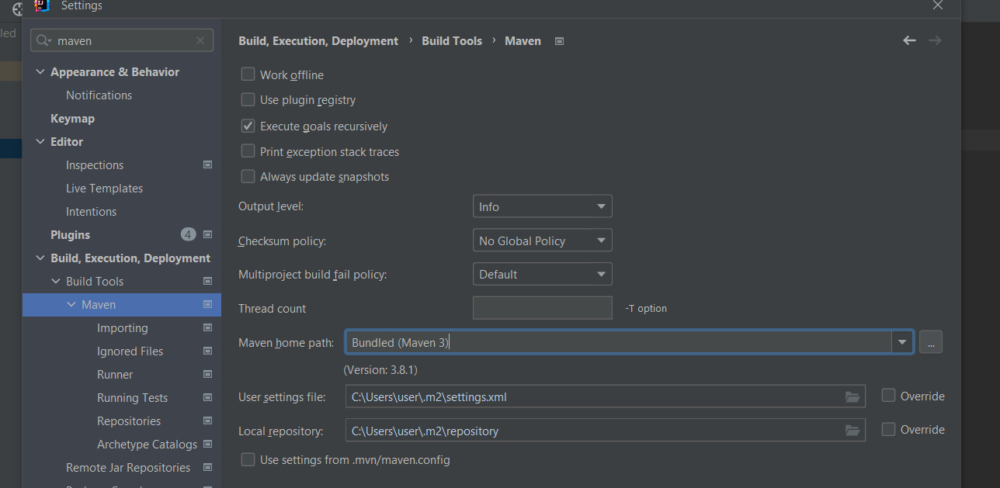 Settings
led
maven
Appearance & Behavior
Notifications
Keymap
Editor
Inspections
Live Templates
Intentions
Plugins 4
Build, Execution, Deployment
Build Tools
Maven
Importing
Ignored Files
Runner
Running Tests
Repositories
Archetype Catalogs
Remote Jar Repositories
Build, Execution, Deployment › Build Tools › Maven
Work offline
Use plugin registry
Execute goals recursively
Print exception stack traces
Always update snapshots
Output level: Info
Checksum policy: No Global Policy
Multiproject build fail policy: Default
Thread count -T option
Maven home path: Bundled (Maven 3) ...
(Version: 3.8.1)
User settings file: C:\Users\user\.m2\settings.xml Override
Local repository: C:\Users\user\.m2\repository Override
Use settings from .mvn/maven.config